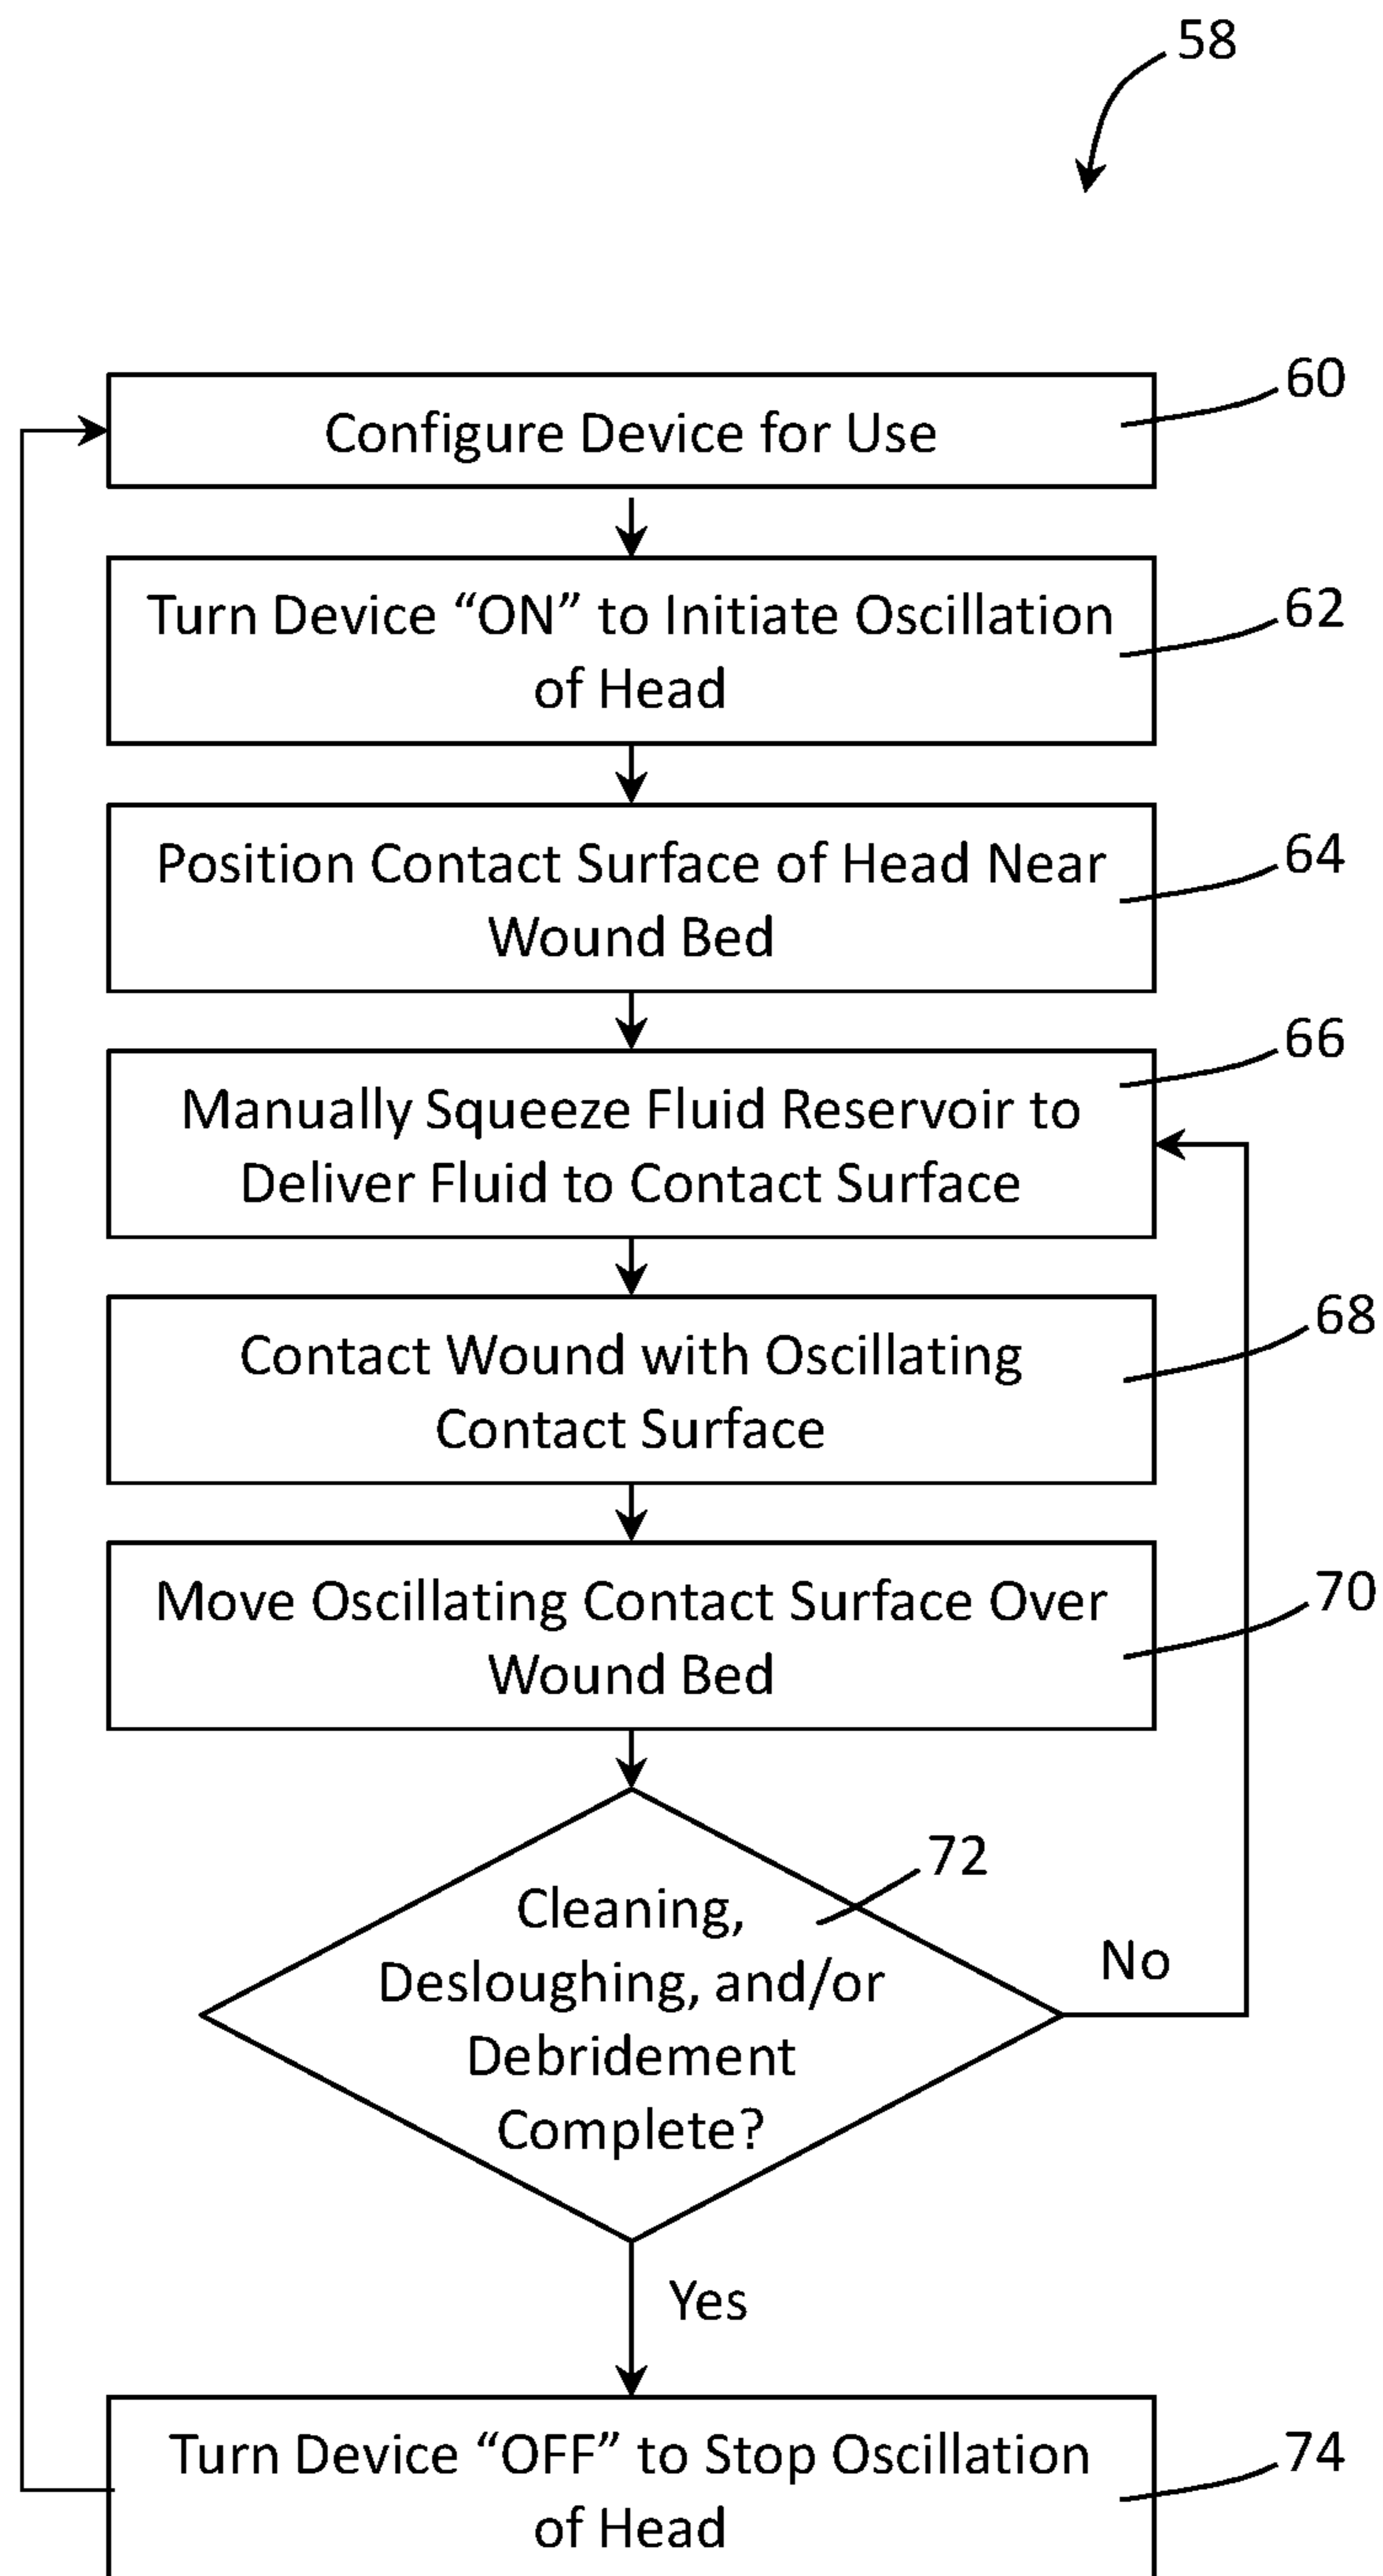 58
Configure Device for Use
60
Turn Device “ON” to Initiate Oscillation
of Head
62
Position Contact Surface of Head Near
Wound Bed
64
Manually Squeeze Fluid Reservoir to
Deliver Fluid to Contact Surface
66
Contact Wound with Oscillating
Contact Surface
68
Move Oscillating Contact Surface Over
Wound Bed
70
Cleaning,
Desloughing, and/or
Debridement
Complete?
72
No
Yes
Turn Device “OFF” to Stop Oscillation
of Head
74